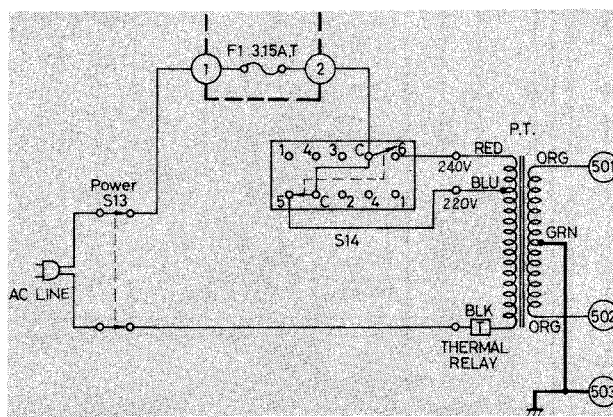 F1 3.15A.T
1
2
1 4 3 C 6
5 C 2 4 1
S14
Power
S13
AC LINE
RED
240V
BLU
220V
BLK
T
THERMAL
RELAY
P.T.
ORG
501
GRN
ORG
502
503